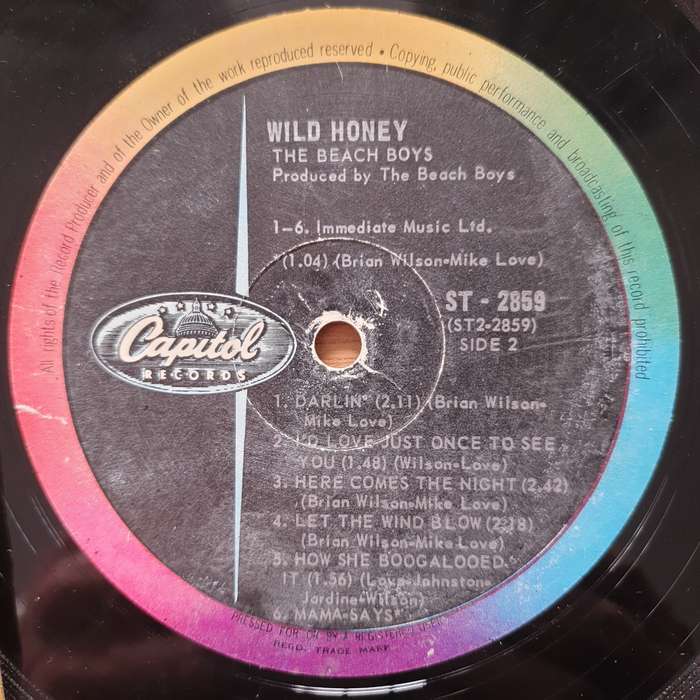 All rights of the Record Producer and of the Owner of the work reproduced reserved • Copying, public performance and broadcasting of this record prohibited
WILD HONEY
THE BEACH BOYS
Produced by The Beach Boys
1-6. Immediate Music Ltd.
(1.04) (Brian Wilson-Mike Love)
ST - 2859
(ST2-2859)
SIDE 2
Capitol
RECORDS
1. DARLIN' (2.11) (Brian Wilson-
Mike Love)
2. I'D LOVE JUST ONCE TO SEE
YOU (1.48) (Wilson-Love)
3. HERE COMES THE NIGHT (2.42)
(Brian Wilson-Mike Love)
4. LET THE WIND BLOW (2.18)
(Brian Wilson-Mike Love)
5. HOW SHE BOOGALOOED
IT (1.56) (Love-Johnston-
Jardine-Wilson)
6. MAMA SAYS
PRESSED FOR OR BY A REGISTERED USER
REGD. TRADE MARK